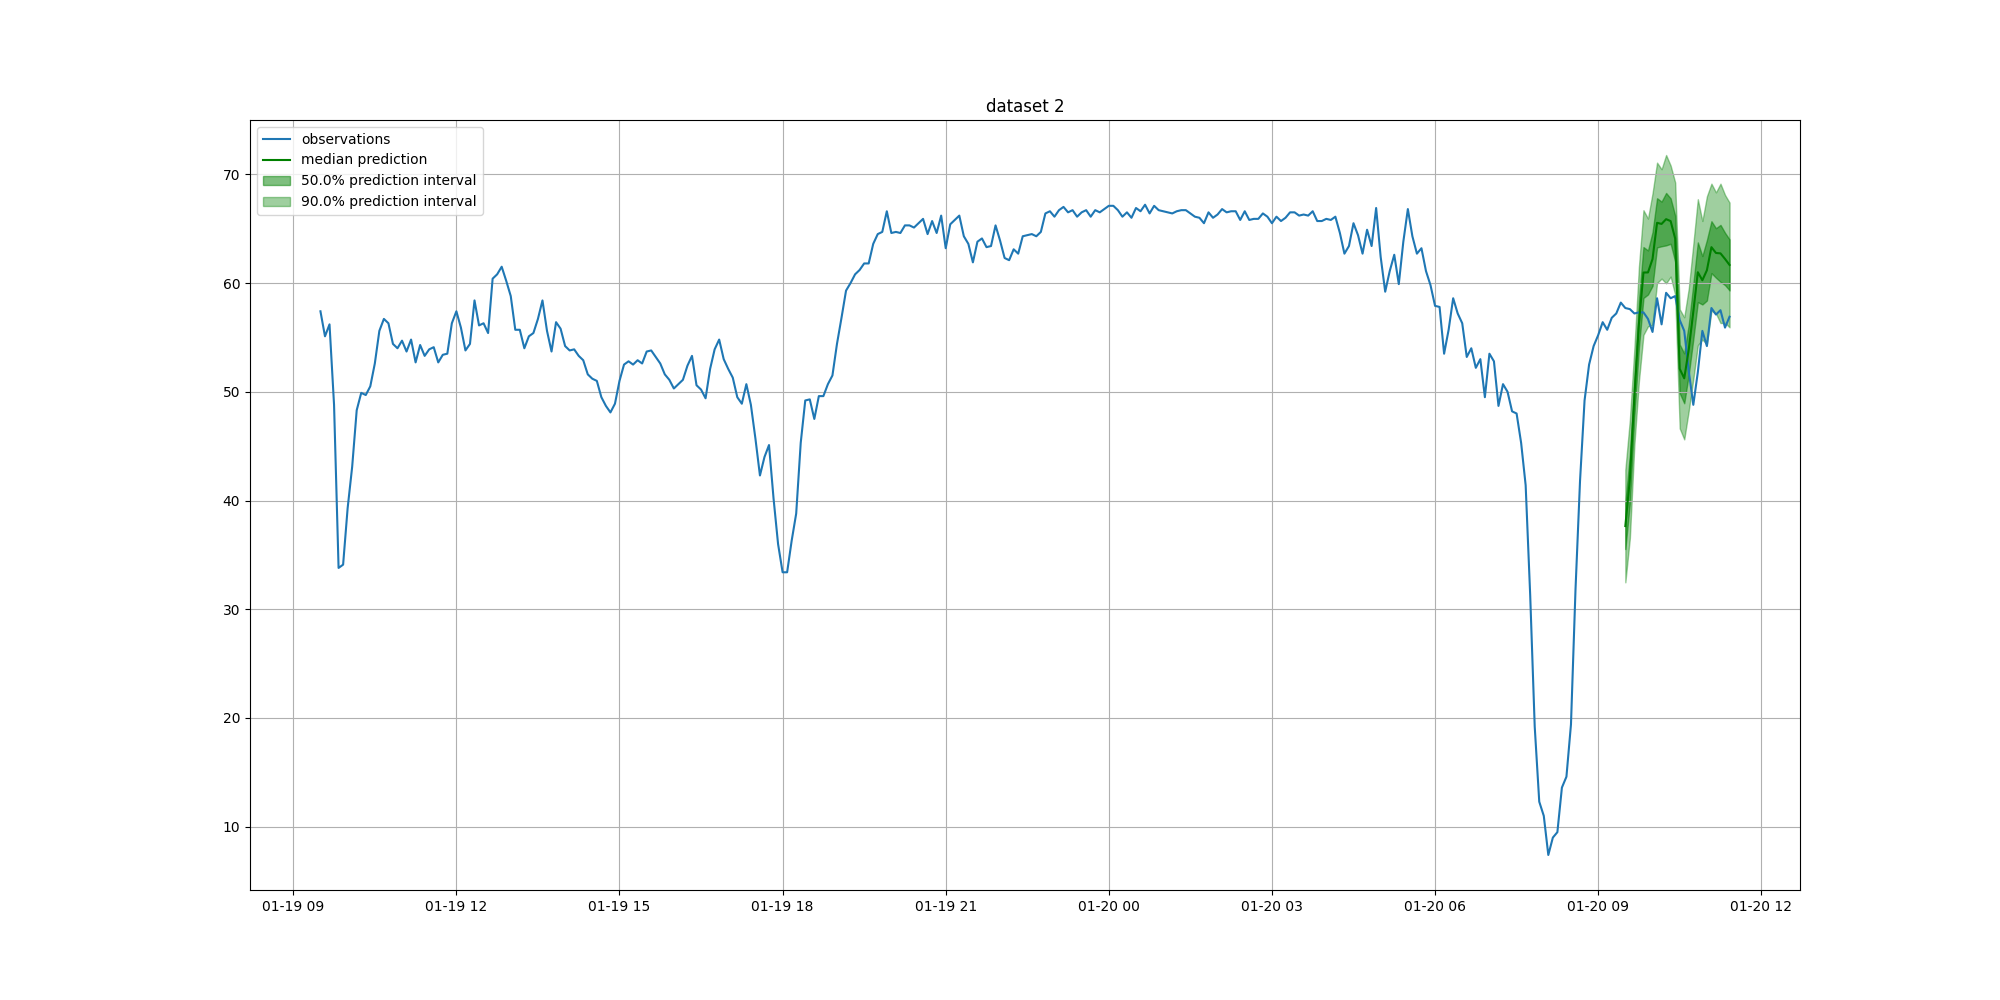 dataset 2
observations
median prediction
50.0% prediction interval
90.0% prediction interval
70
60
50
40
30
20
10
01-19 09 01-19 12 01-19 15 01-19 18 01-19 21 01-20 00 01-20 03 01-20 06 01-20 09 01-20 12